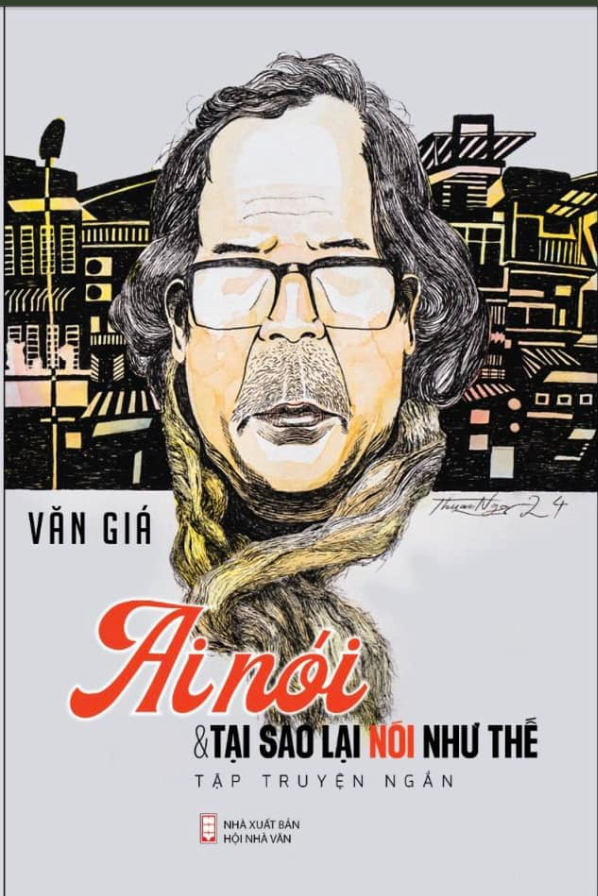 VĂN GIÁ
Ai nói
& TẠI SAO LẠI NÓI NHƯ THẾ
TẬP TRUYỆN NGẮN
NHÀ XUẤT BẢN
HỘI NHÀ VĂN